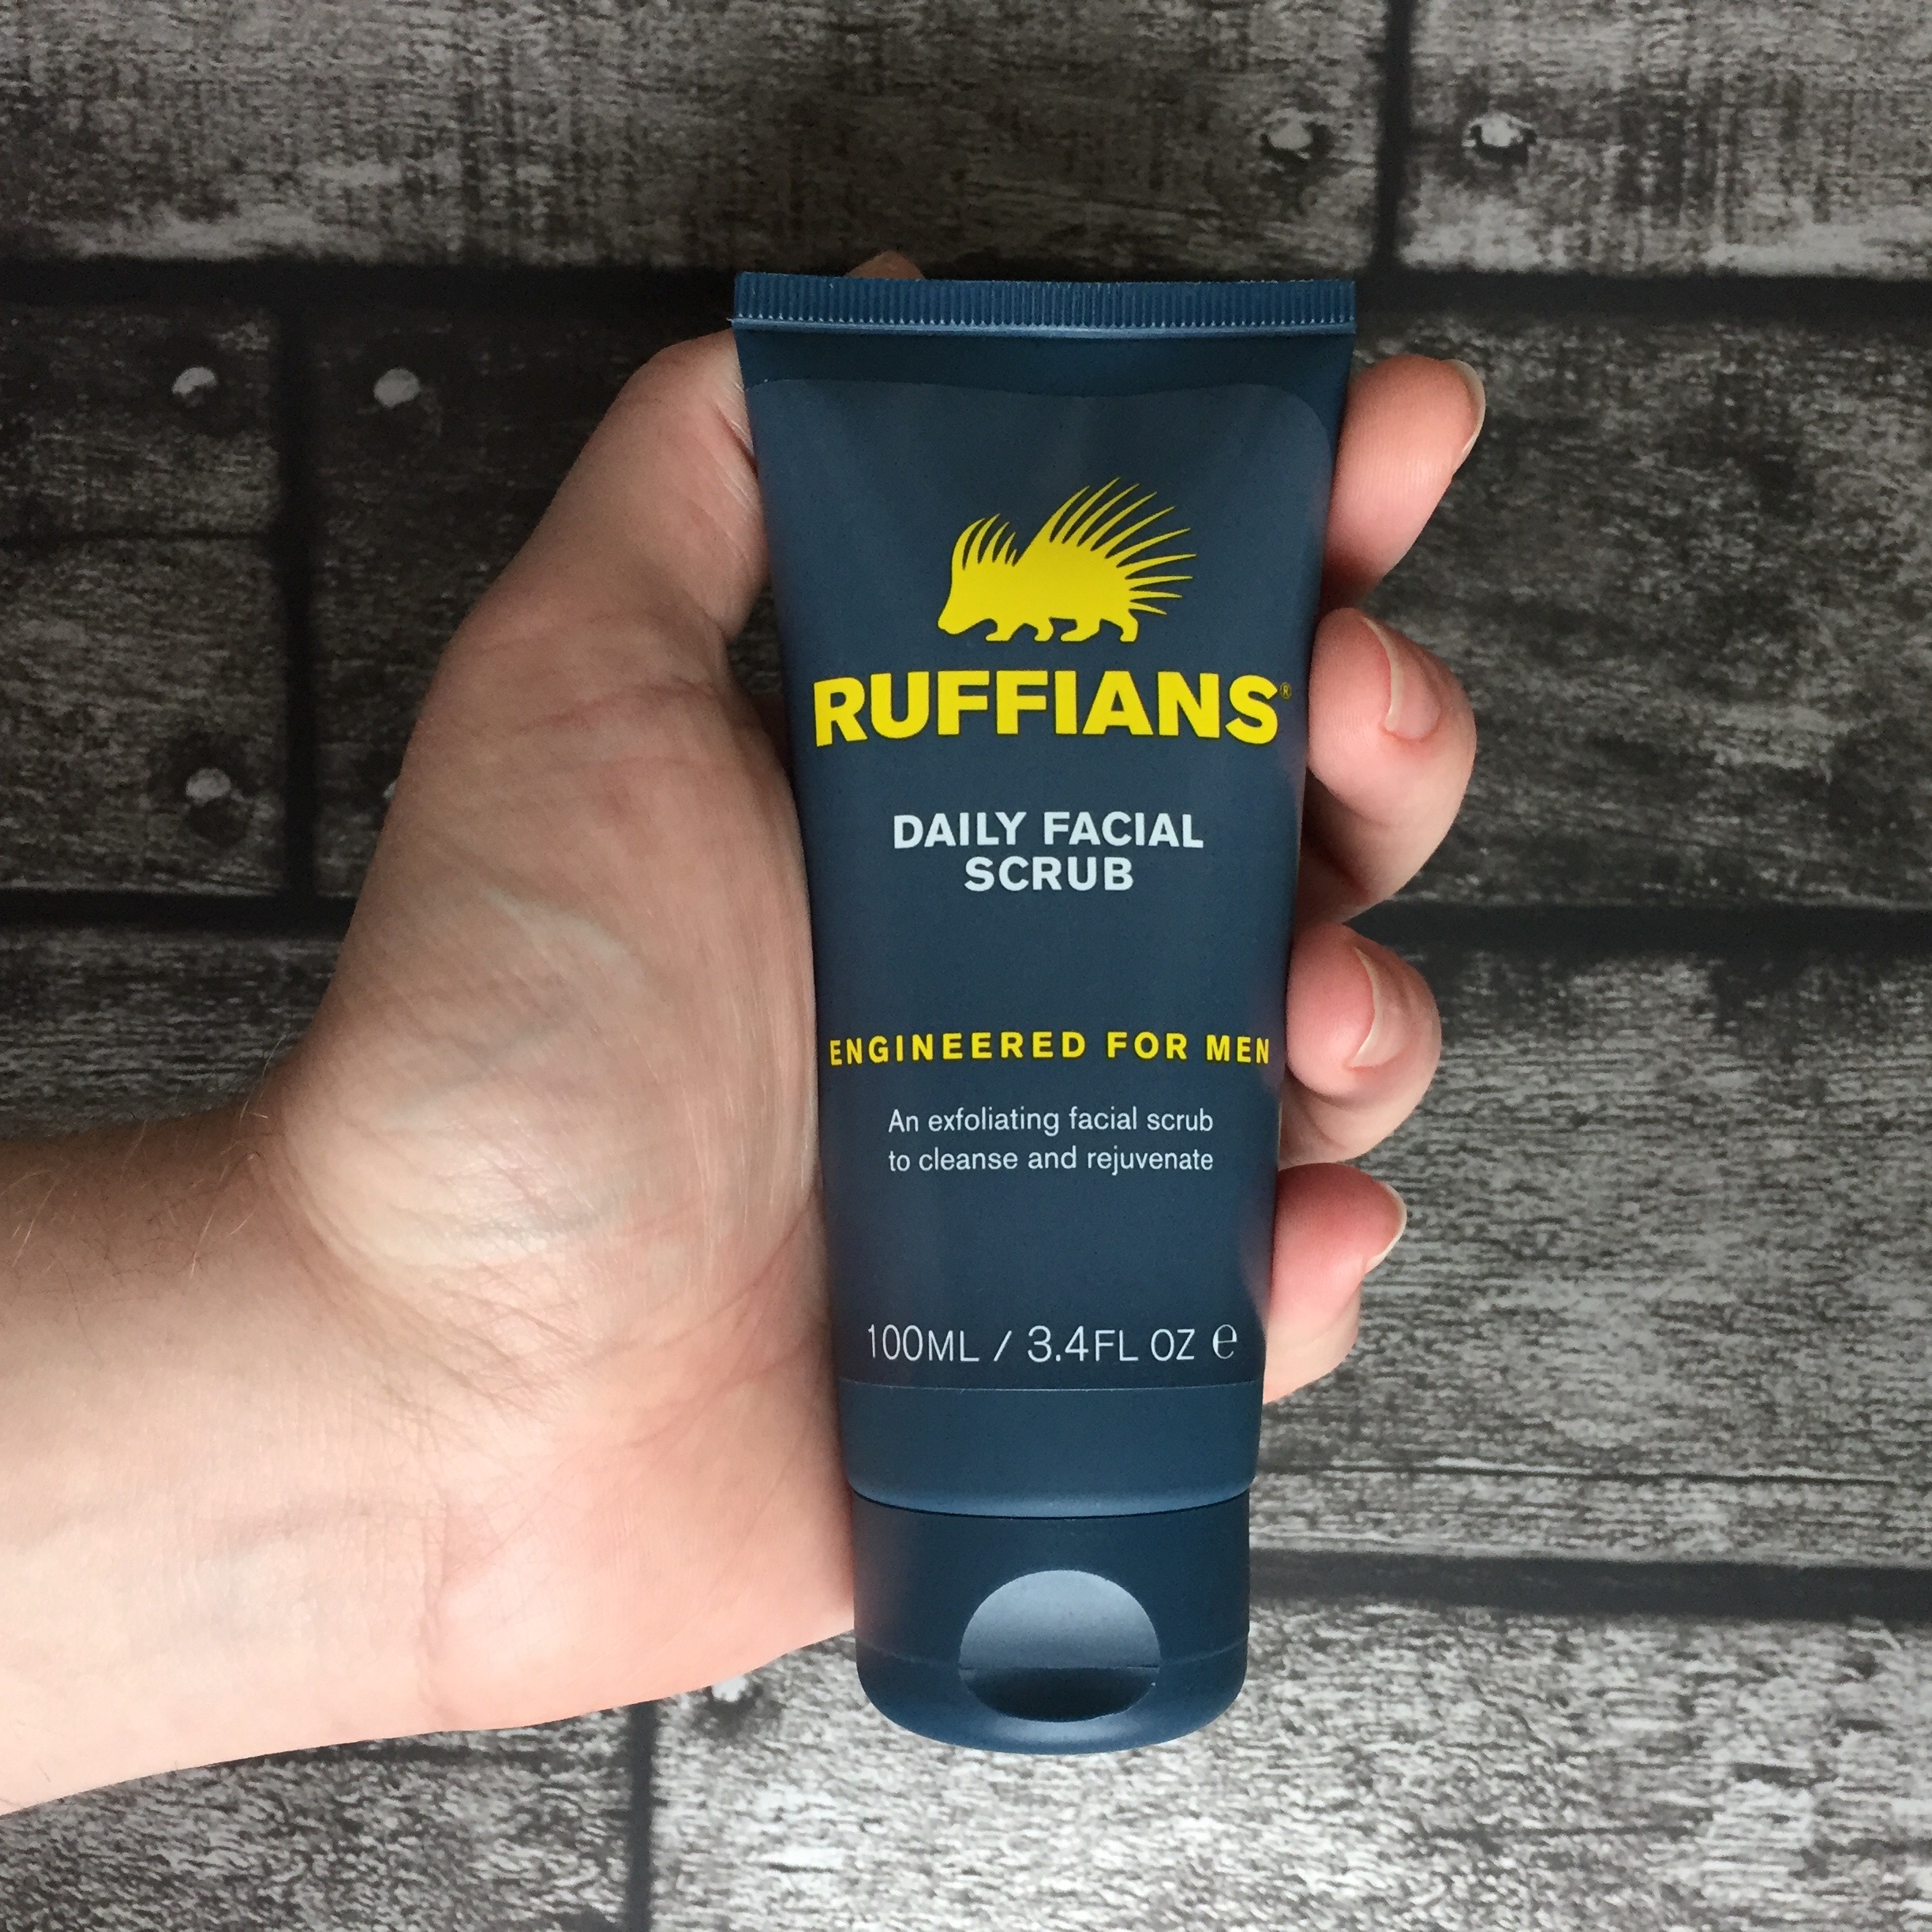 RUFFIANS®
DAILY FACIAL
SCRUB
ENGINEERED FOR MEN
An exfoliating facial scrub
to cleanse and rejuvenate
100ML / 3.4FL OZ ℮